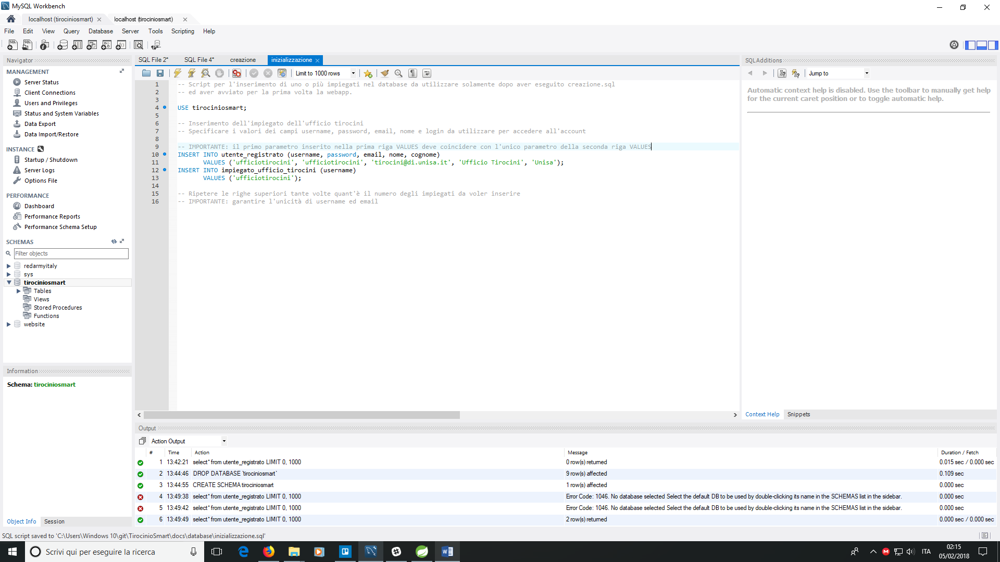 MySQL Workbench
localhost (tirociniosmart)
localhost (tirociniosmart)
File Edit View Query Database Server Tools Scripting Help
Navigator
MANAGEMENT
Server Status
Client Connections
Users and Privileges
Status and System Variables
Data Export
Data Import/Restore
INSTANCE
Startup / Shutdown
Server Logs
Options File
PERFORMANCE
Dashboard
Performance Reports
Performance Schema Setup
SCHEMAS
Filter objects
redarmyitaly
sys
tirociniosmart
Tables
Views
Stored Procedures
Functions
website
Information
Schema: tirociniosmart
Object Info Session
SQL File 2* SQL File 4* creazione inizializzazione
Limit to 1000 rows
1 -- Script per l'inserimento di uno o più impiegati nel database da utilizzare solamente dopo aver eseguito creazione.sql
2 -- ed aver avviato per la prima volta la webapp.
3
4 USE tirociniosmart;
5
6 -- Inserimento dell'impiegato dell'ufficio tirocini
7 -- Specificare i valori dei campi username, password, email, nome e login da utilizzare per accedere all'account
8
9 -- IMPORTANTE: il primo parametro inserito nella prima riga VALUES deve coincidere con l'unico parametro della seconda riga VALUES
10 INSERT INTO utente_registrato (username, password, email, nome, cognome)
11 VALUES ('ufficiotirocini', 'ufficiotirocini', 'tirocini@di.unisa.it', 'Ufficio Tirocini', 'Unisa');
12 INSERT INTO impiegato_ufficio_tirocini (username)
13 VALUES ('ufficiotirocini');
14
15 -- Ripetere le righe superiori tante volte quant'è il numero degli impiegati da voler inserire
16 -- IMPORTANTE: garantire l'unicità di username ed email
SQLAdditions
Jump to
Automatic context help is disabled. Use the toolbar to manually get help
for the current caret position or to toggle automatic help.
Context Help Snippets
Output
Action Output
# Time Action Message Duration / Fetch
1 13:42:21 select* from utente_registrato LIMIT 0, 1000 0 row(s) returned 0.015 sec / 0.000 sec
2 13:44:46 DROP DATABASE `tirociniosmart` 9 row(s) affected 0.109 sec
3 13:44:55 CREATE SCHEMA tirociniosmart 1 row(s) affected 0.000 sec
4 13:49:38 select* from utente_registrato LIMIT 0, 1000 Error Code: 1046. No database selected Select the default DB to be used by double-clicking its name in the SCHEMAS list in the sidebar. 0.000 sec
5 13:49:42 select* from utente_registrato LIMIT 0, 1000 Error Code: 1046. No database selected Select the default DB to be used by double-clicking its name in the SCHEMAS list in the sidebar. 0.000 sec
6 13:49:49 select* from utente_registrato LIMIT 0, 1000 2 row(s) returned 0.000 sec / 0.000 sec
SQL script saved to 'C:\Users\Windows 10\git\TirocinioSmart\docs\database\inizializzazione.sql'
Scrivi qui per eseguire la ricerca
ITA
02:15
05/02/2018